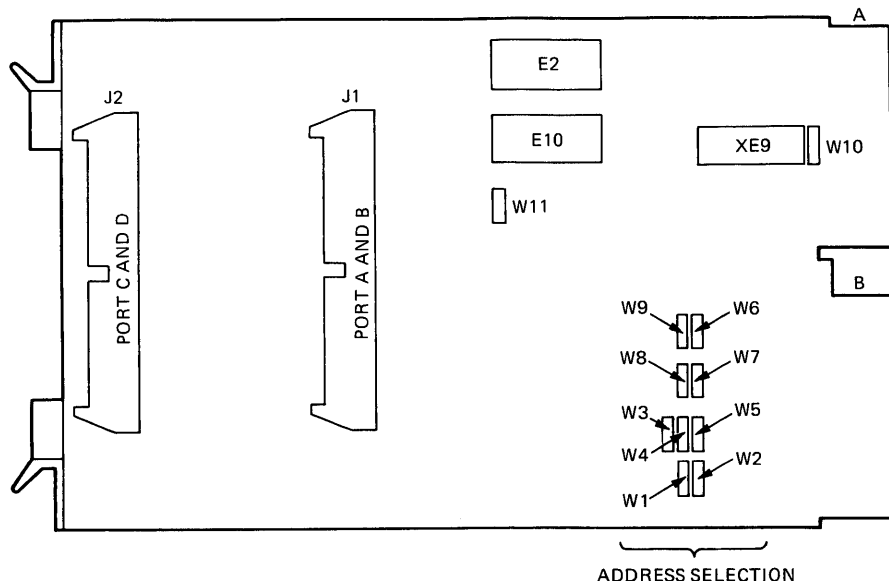 A
E2
J2
J1
E10
XE9
W10
W11
PORT C AND D
PORT A AND B
B
W9
W6
W8
W7
W3
W5
W4
W2
W1
ADDRESS SELECTION